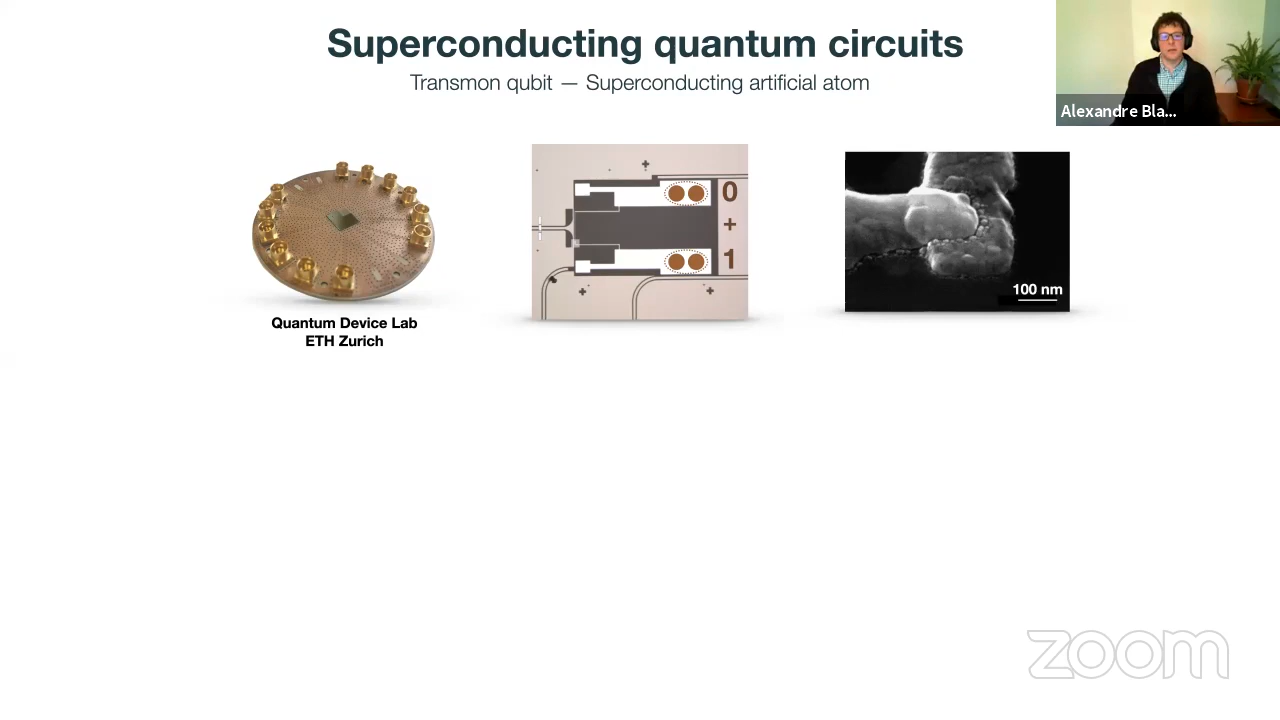 Superconducting quantum circuits
Transmon qubit — Superconducting artificial atom
Alexandre Bla...
0
+
1
100 nm
Quantum Device Lab
ETH Zurich
zoom